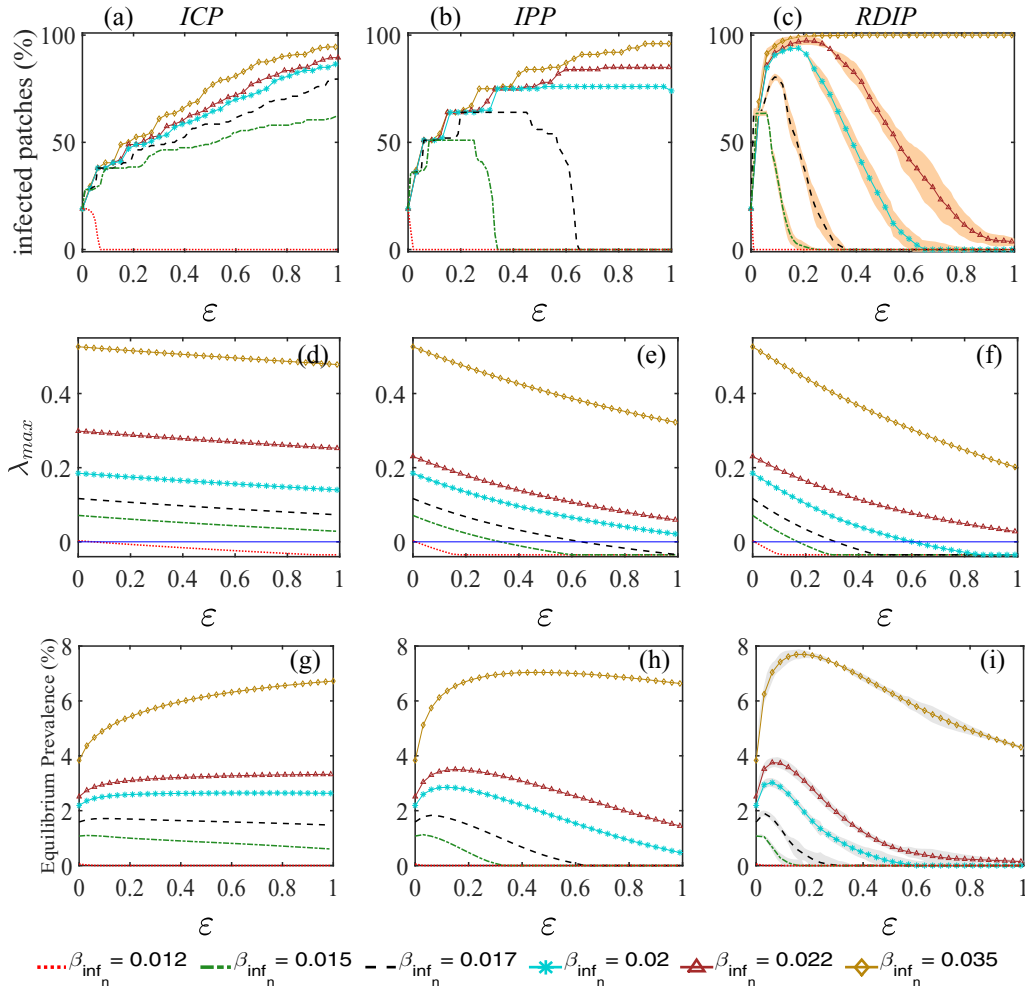 (a) ICP (b) IPP (c) RDIP
infected patches (%)
100
50
0
0 0.2 0.4 0.6 0.8 1
ε
100
50
0
0 0.2 0.4 0.6 0.8 1
ε
100
50
0
0 0.2 0.4 0.6 0.8 1
ε
(d) (e) (f)
λmax
0.4
0.2
0
0 0.2 0.4 0.6 0.8 1
ε
0.4
0.2
0
0 0.2 0.4 0.6 0.8 1
ε
0.4
0.2
0
0 0.2 0.4 0.6 0.8 1
ε
(g) (h) (i)
Equilibrium Prevalence (%)
8
6
4
2
0
0 0.2 0.4 0.6 0.8 1
ε
8
6
4
2
0
0 0.2 0.4 0.6 0.8 1
ε
8
6
4
2
0
0 0.2 0.4 0.6 0.8 1
ε
β_inf_n = 0.012 β_inf_n = 0.015 β_inf_n = 0.017 β_inf_n = 0.02 β_inf_n = 0.022 β_inf_n = 0.035